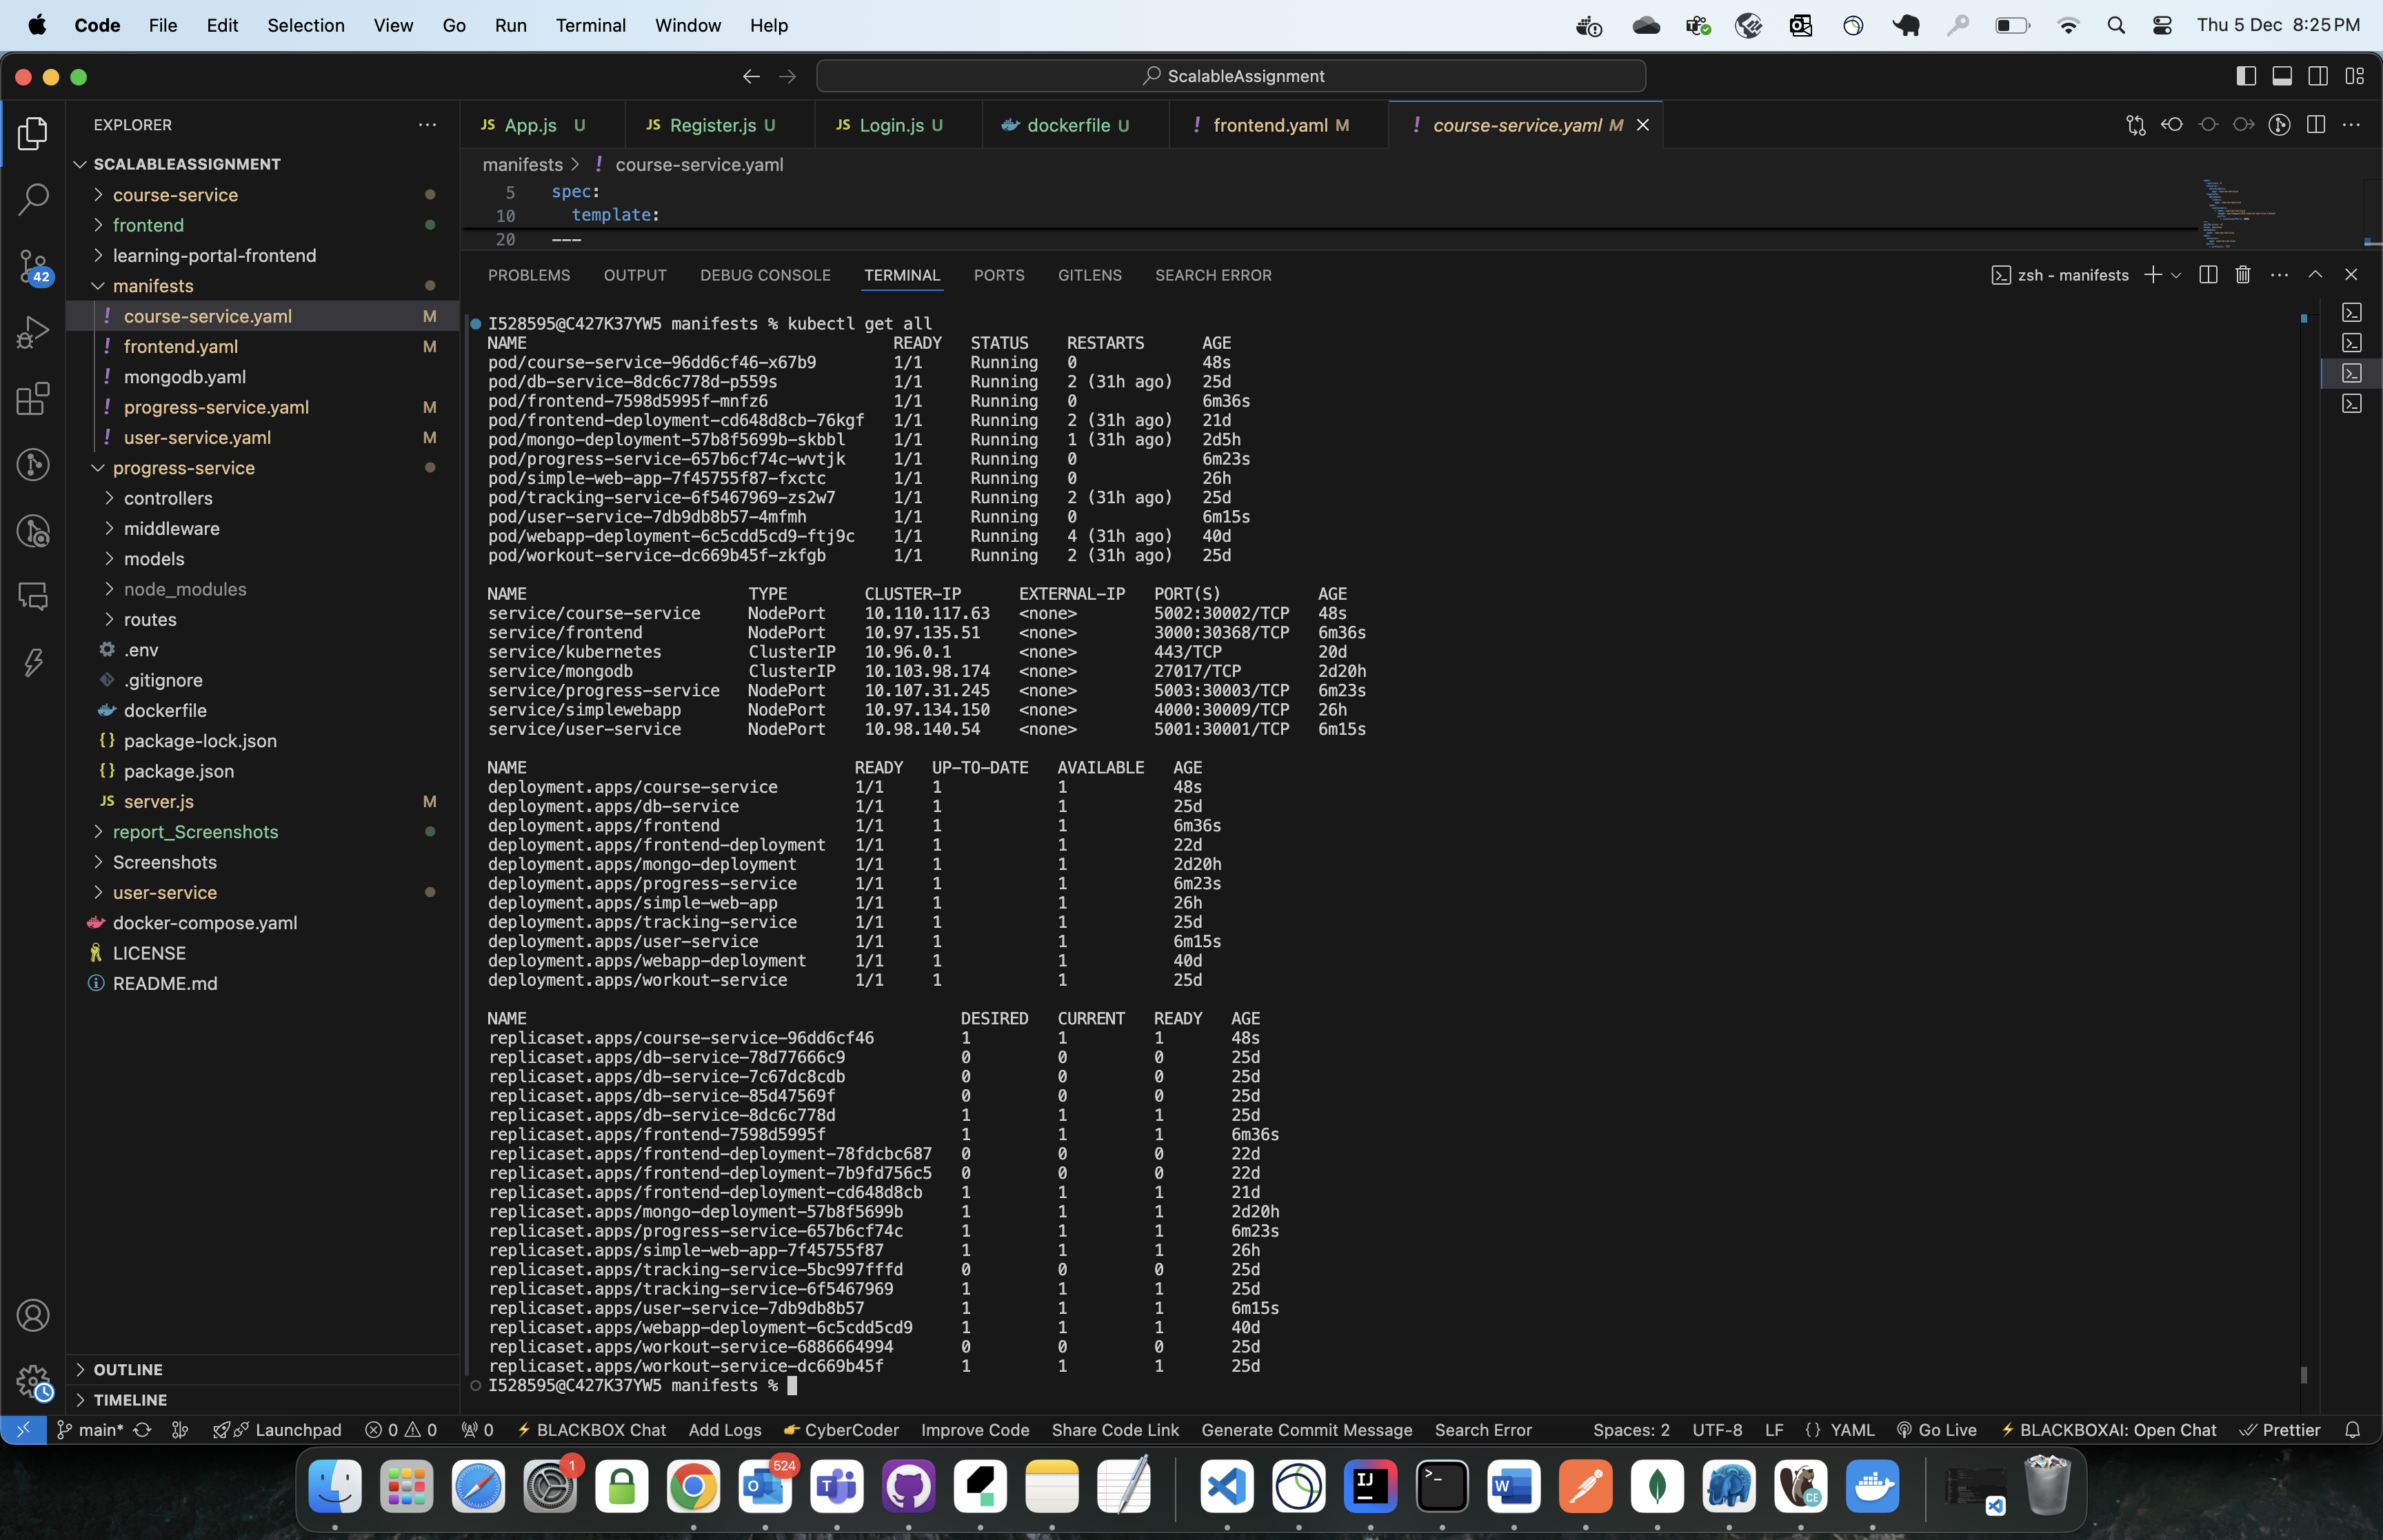 Code File Edit Selection View Go Run Terminal Window Help Thu 5 Dec 8:25 PM
ScalableAssignment
EXPLORER
App.js U Register.js U Login.js U dockerfile U frontend.yaml M course-service.yaml M
SCALABLEASSIGNMENT
course-service
frontend
learning-portal-frontend
manifests
course-service.yaml M
frontend.yaml M
mongodb.yaml
progress-service.yaml M
user-service.yaml M
progress-service
controllers
middleware
models
node_modules
routes
.env
.gitignore
dockerfile
package-lock.json
package.json
server.js M
report_Screenshots
Screenshots
user-service
docker-compose.yaml
LICENSE
README.md
OUTLINE
TIMELINE
42
manifests > course-service.yaml
5 spec:
10 template:
20 ---
PROBLEMS OUTPUT DEBUG CONSOLE TERMINAL PORTS GITLENS SEARCH ERROR zsh - manifests
I528595@C427K37YW5 manifests % kubectl get all
NAME READY STATUS RESTARTS AGE
pod/course-service-96dd6cf46-x67b9 1/1 Running 0 48s
pod/db-service-8dc6c778d-p559s 1/1 Running 2 (31h ago) 25d
pod/frontend-7598d5995f-mnfz6 1/1 Running 0 6m36s
pod/frontend-deployment-cd648d8cb-76kgf 1/1 Running 2 (31h ago) 21d
pod/mongo-deployment-57b8f5699b-skbbl 1/1 Running 1 (31h ago) 2d5h
pod/progress-service-657b6cf74c-wvtjk 1/1 Running 0 6m23s
pod/simple-web-app-7f45755f87-fxctc 1/1 Running 0 26h
pod/tracking-service-6f5467969-zs2w7 1/1 Running 2 (31h ago) 25d
pod/user-service-7db9db8b57-4mfmh 1/1 Running 0 6m15s
pod/webapp-deployment-6c5cdd5cd9-ftj9c 1/1 Running 4 (31h ago) 40d
pod/workout-service-dc669b45f-zkfgb 1/1 Running 2 (31h ago) 25d
NAME TYPE CLUSTER-IP EXTERNAL-IP PORT(S) AGE
service/course-service NodePort 10.110.117.63 <none> 5002:30002/TCP 48s
service/frontend NodePort 10.97.135.51 <none> 3000:30368/TCP 6m36s
service/kubernetes ClusterIP 10.96.0.1 <none> 443/TCP 20d
service/mongodb ClusterIP 10.103.98.174 <none> 27017/TCP 2d20h
service/progress-service NodePort 10.107.31.245 <none> 5003:30003/TCP 6m23s
service/simplewebapp NodePort 10.97.134.150 <none> 4000:30009/TCP 26h
service/user-service NodePort 10.98.140.54 <none> 5001:30001/TCP 6m15s
NAME READY UP-TO-DATE AVAILABLE AGE
deployment.apps/course-service 1/1 1 1 48s
deployment.apps/db-service 1/1 1 1 25d
deployment.apps/frontend 1/1 1 1 6m36s
deployment.apps/frontend-deployment 1/1 1 1 22d
deployment.apps/mongo-deployment 1/1 1 1 2d20h
deployment.apps/progress-service 1/1 1 1 6m23s
deployment.apps/simple-web-app 1/1 1 1 26h
deployment.apps/tracking-service 1/1 1 1 25d
deployment.apps/user-service 1/1 1 1 6m15s
deployment.apps/webapp-deployment 1/1 1 1 40d
deployment.apps/workout-service 1/1 1 1 25d
NAME DESIRED CURRENT READY AGE
replicaset.apps/course-service-96dd6cf46 1 1 1 48s
replicaset.apps/db-service-78d77666c9 0 0 0 25d
replicaset.apps/db-service-7c67dc8cdb 0 0 0 25d
replicaset.apps/db-service-85d47569f 0 0 0 25d
replicaset.apps/db-service-8dc6c778d 1 1 1 25d
replicaset.apps/frontend-7598d5995f 1 1 1 6m36s
replicaset.apps/frontend-deployment-78fdcbc687 0 0 0 22d
replicaset.apps/frontend-deployment-7b9fd756c5 0 0 0 22d
replicaset.apps/frontend-deployment-cd648d8cb 1 1 1 21d
replicaset.apps/mongo-deployment-57b8f5699b 1 1 1 2d20h
replicaset.apps/progress-service-657b6cf74c 1 1 1 6m23s
replicaset.apps/simple-web-app-7f45755f87 1 1 1 26h
replicaset.apps/tracking-service-5bc997fffd 0 0 0 25d
replicaset.apps/tracking-service-6f5467969 1 1 1 25d
replicaset.apps/user-service-7db9db8b57 1 1 1 6m15s
replicaset.apps/webapp-deployment-6c5cdd5cd9 1 1 1 40d
replicaset.apps/workout-service-6886664994 0 0 0 25d
replicaset.apps/workout-service-dc669b45f 1 1 1 25d
I528595@C427K37YW5 manifests %
main* Launchpad 0 0 0 BLACKBOX Chat Add Logs CyberCoder Improve Code Share Code Link Generate Commit Message Search Error Spaces: 2 UTF-8 LF {} YAML Go Live BLACKBOXAI: Open Chat Prettier
1 524